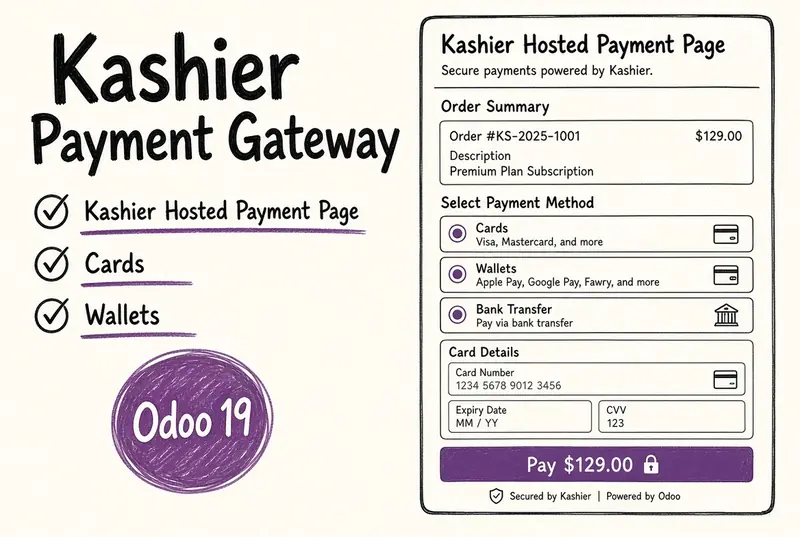 Kashier
Payment Gateway
Kashier Hosted Payment Page
Cards
Wallets
Odoo 19
Kashier Hosted Payment Page
Secure payments powered by Kashier.
Order Summary
Order #KS-2025-1001 $129.00
Description
Premium Plan Subscription
Select Payment Method
Cards
Visa, Mastercard, and more
Wallets
Apple Pay, Google Pay, Fawry, and more
Bank Transfer
Pay via bank transfer
Card Details
Card Number
1234 5678 9012 3456
Expiry Date
MM / YY
CVV
123
Pay $129.00
Secured by Kashier | Powered by Odoo